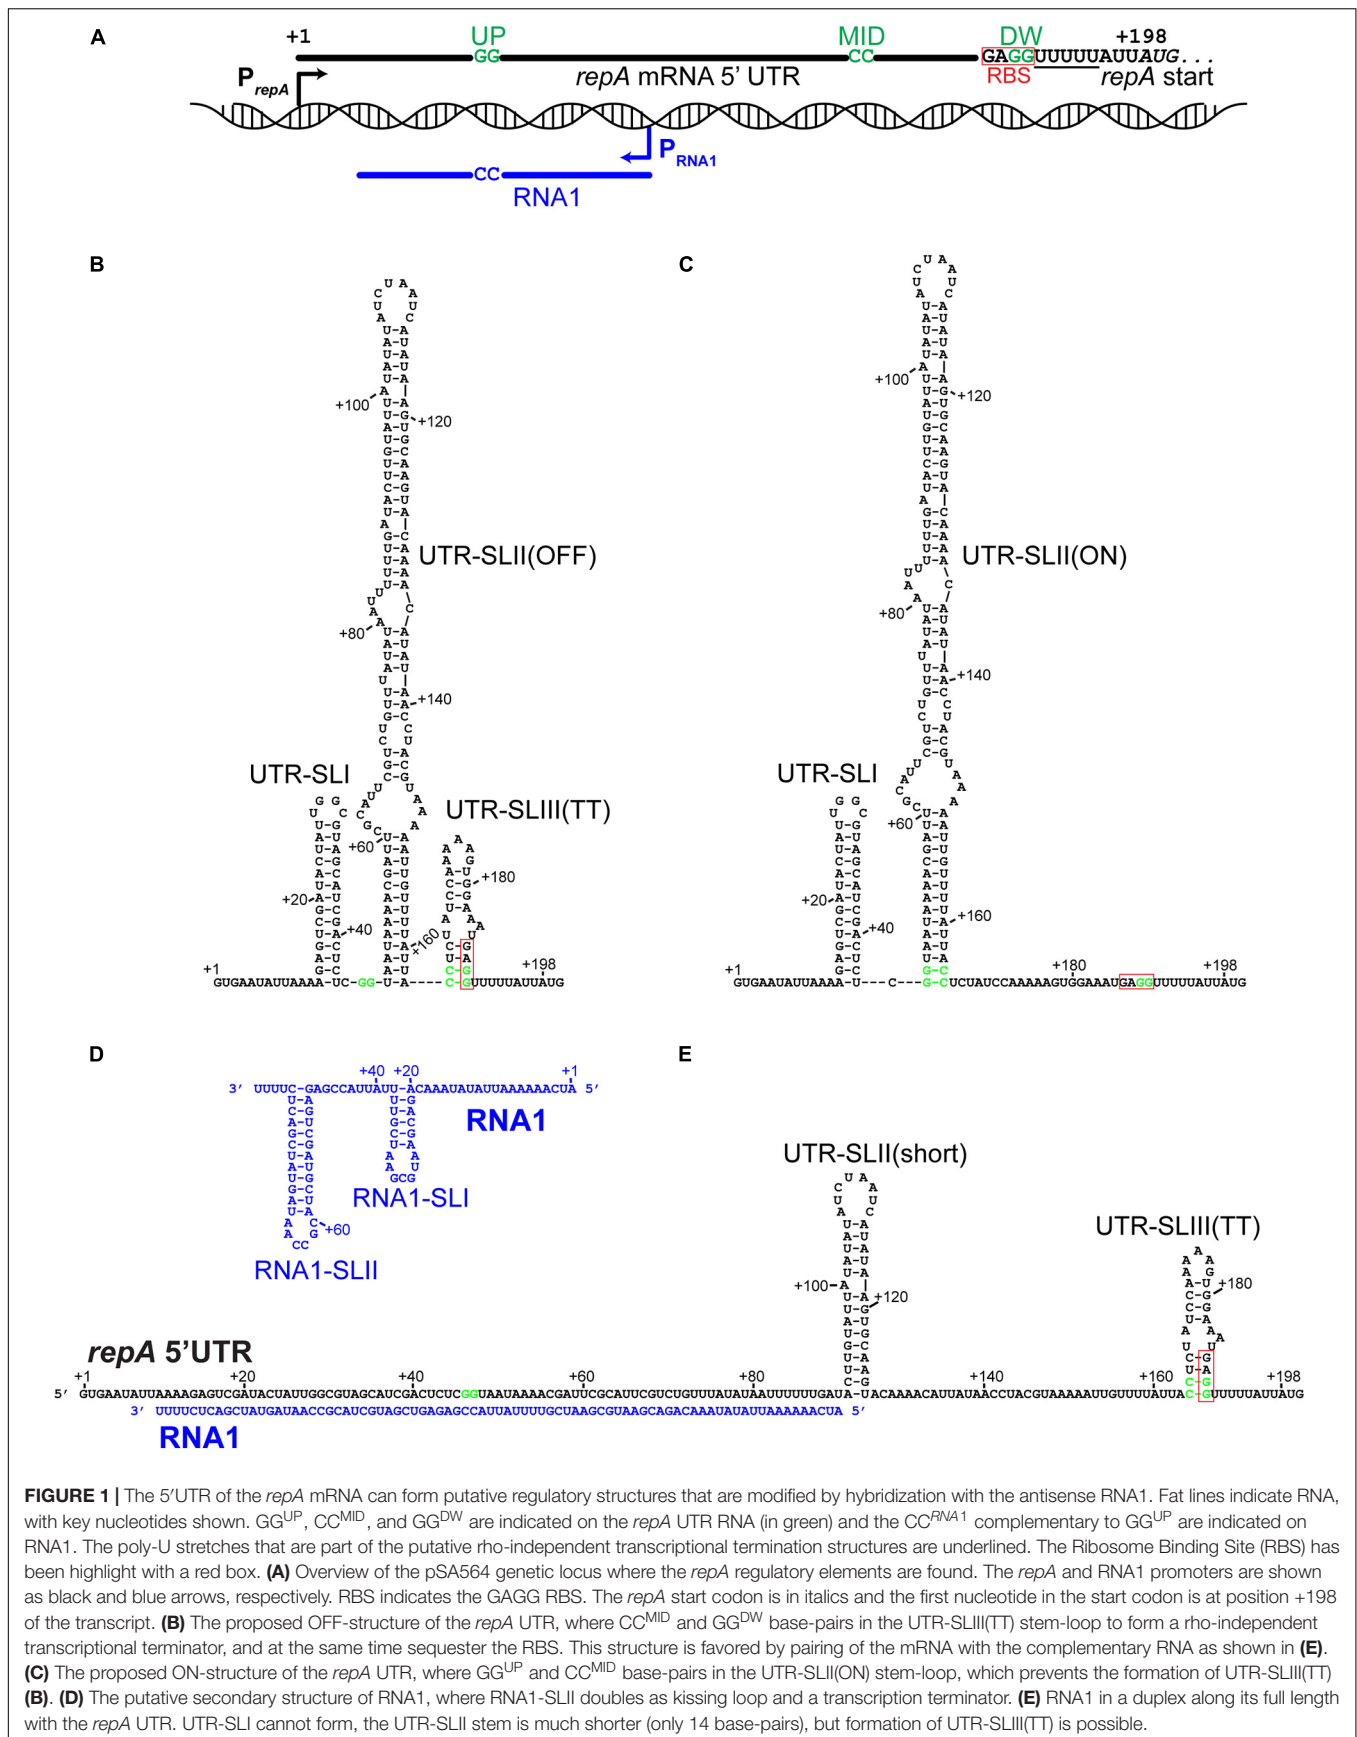 A
+1
UP
MID
DW
+198
GG
CC
GAGGUUUUUAUUAUG...
P repA
repA mRNA 5' UTR
RBS
repA start
P RNA1
CC
RNA1
B
C
+100
+120
UTR-SLII(OFF)
+80
+140
UTR-SLI
UTR-SLIII(TT)
+60
+180
+20
+40
+160
+1
+198
GUGAAUAUUAAAA-UC-GG-UA----C-GUUUUUAUUAUG
+100
+120
UTR-SLII(ON)
+80
+140
UTR-SLI
+60
+20
+40
+160
+1
+180
+198
GUGAAUAUUAAAA-U---C---G-CUCUAUCCAAAAAGUGGAAAUGAGGUUUUUAUUAUG
D
E
+40 +20 +1
3' UUUUC-GAGCCAUUAUU-ACAAAUAUAUUAAAAAACUA 5'
RNA1
RNA1-SLI
+60
RNA1-SLII
UTR-SLII(short)
UTR-SLIII(TT)
+100
+120
+180
repA 5'UTR
+1 +20 +40 +60 +140 +160 +198
5' GUGAAUAUUAAAAGAGUCGAUACUAUUGGCGUAGCAUCGACUCUCGGUAAUAAAACGAUUCGCAUUCGUCUGUUUAUAUAAUUUUUUGAUA-UACAAAACAUUAUAACCUACGUAAAAAUUGUUUUAUUAC-GUUUUUAUUAUG
3' UUUUCUCAGCUAUGAUAACCGCAUCGUAGCUGAGAGCCAUUAUUUUGCUAAGCGUAAGCAGACAAAUAUAUUAAAAAACUA 5'
RNA1
FIGURE 1 | The 5′UTR of the repA mRNA can form putative regulatory structures that are modified by hybridization with the antisense RNA1. Fat lines indicate RNA,
with key nucleotides shown. GGUP, CCMID, and GGDW are indicated on the repA UTR RNA (in green) and the CCRNA1 complementary to GGUP are indicated on
RNA1. The poly-U stretches that are part of the putative rho-independent transcriptional termination structures are underlined. The Ribosome Binding Site (RBS) has
been highlight with a red box. (A) Overview of the pSA564 genetic locus where the repA regulatory elements are found. The repA and RNA1 promoters are shown
as black and blue arrows, respectively. RBS indicates the GAGG RBS. The repA start codon is in italics and the first nucleotide in the start codon is at position +198
of the transcript. (B) The proposed OFF-structure of the repA UTR, where CCMID and GGDW base-pairs in the UTR-SLIII(TT) stem-loop to form a rho-independent
transcriptional terminator, and at the same time sequester the RBS. This structure is favored by pairing of the mRNA with the complementary RNA as shown in (E).
(C) The proposed ON-structure of the repA UTR, where GGUP and CCMID base-pairs in the UTR-SLII(ON) stem-loop, which prevents the formation of UTR-SLIII(TT)
(B). (D) The putative secondary structure of RNA1, where RNA1-SLII doubles as kissing loop and a transcription terminator. (E) RNA1 in a duplex along its full length
with the repA UTR. UTR-SLI cannot form, the UTR-SLII stem is much shorter (only 14 base-pairs), but formation of UTR-SLIII(TT) is possible.